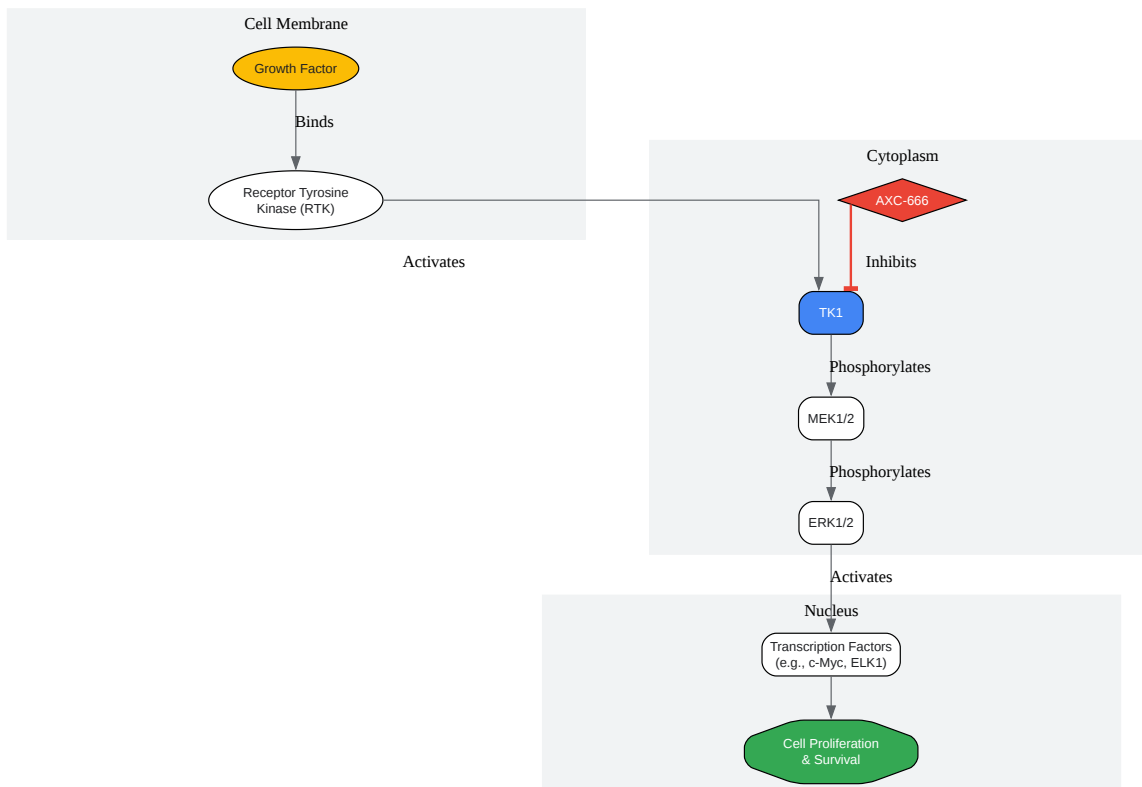 Cell Membrane
Growth Factor
Binds
Receptor Tyrosine
Kinase (RTK)
Activates
Cytoplasm
AXC-666
Inhibits
TK1
Phosphorylates
MEK1/2
Phosphorylates
ERK1/2
Activates
Nucleus
Transcription Factors
(e.g., c-Myc, ELK1)
Cell Proliferation
& Survival